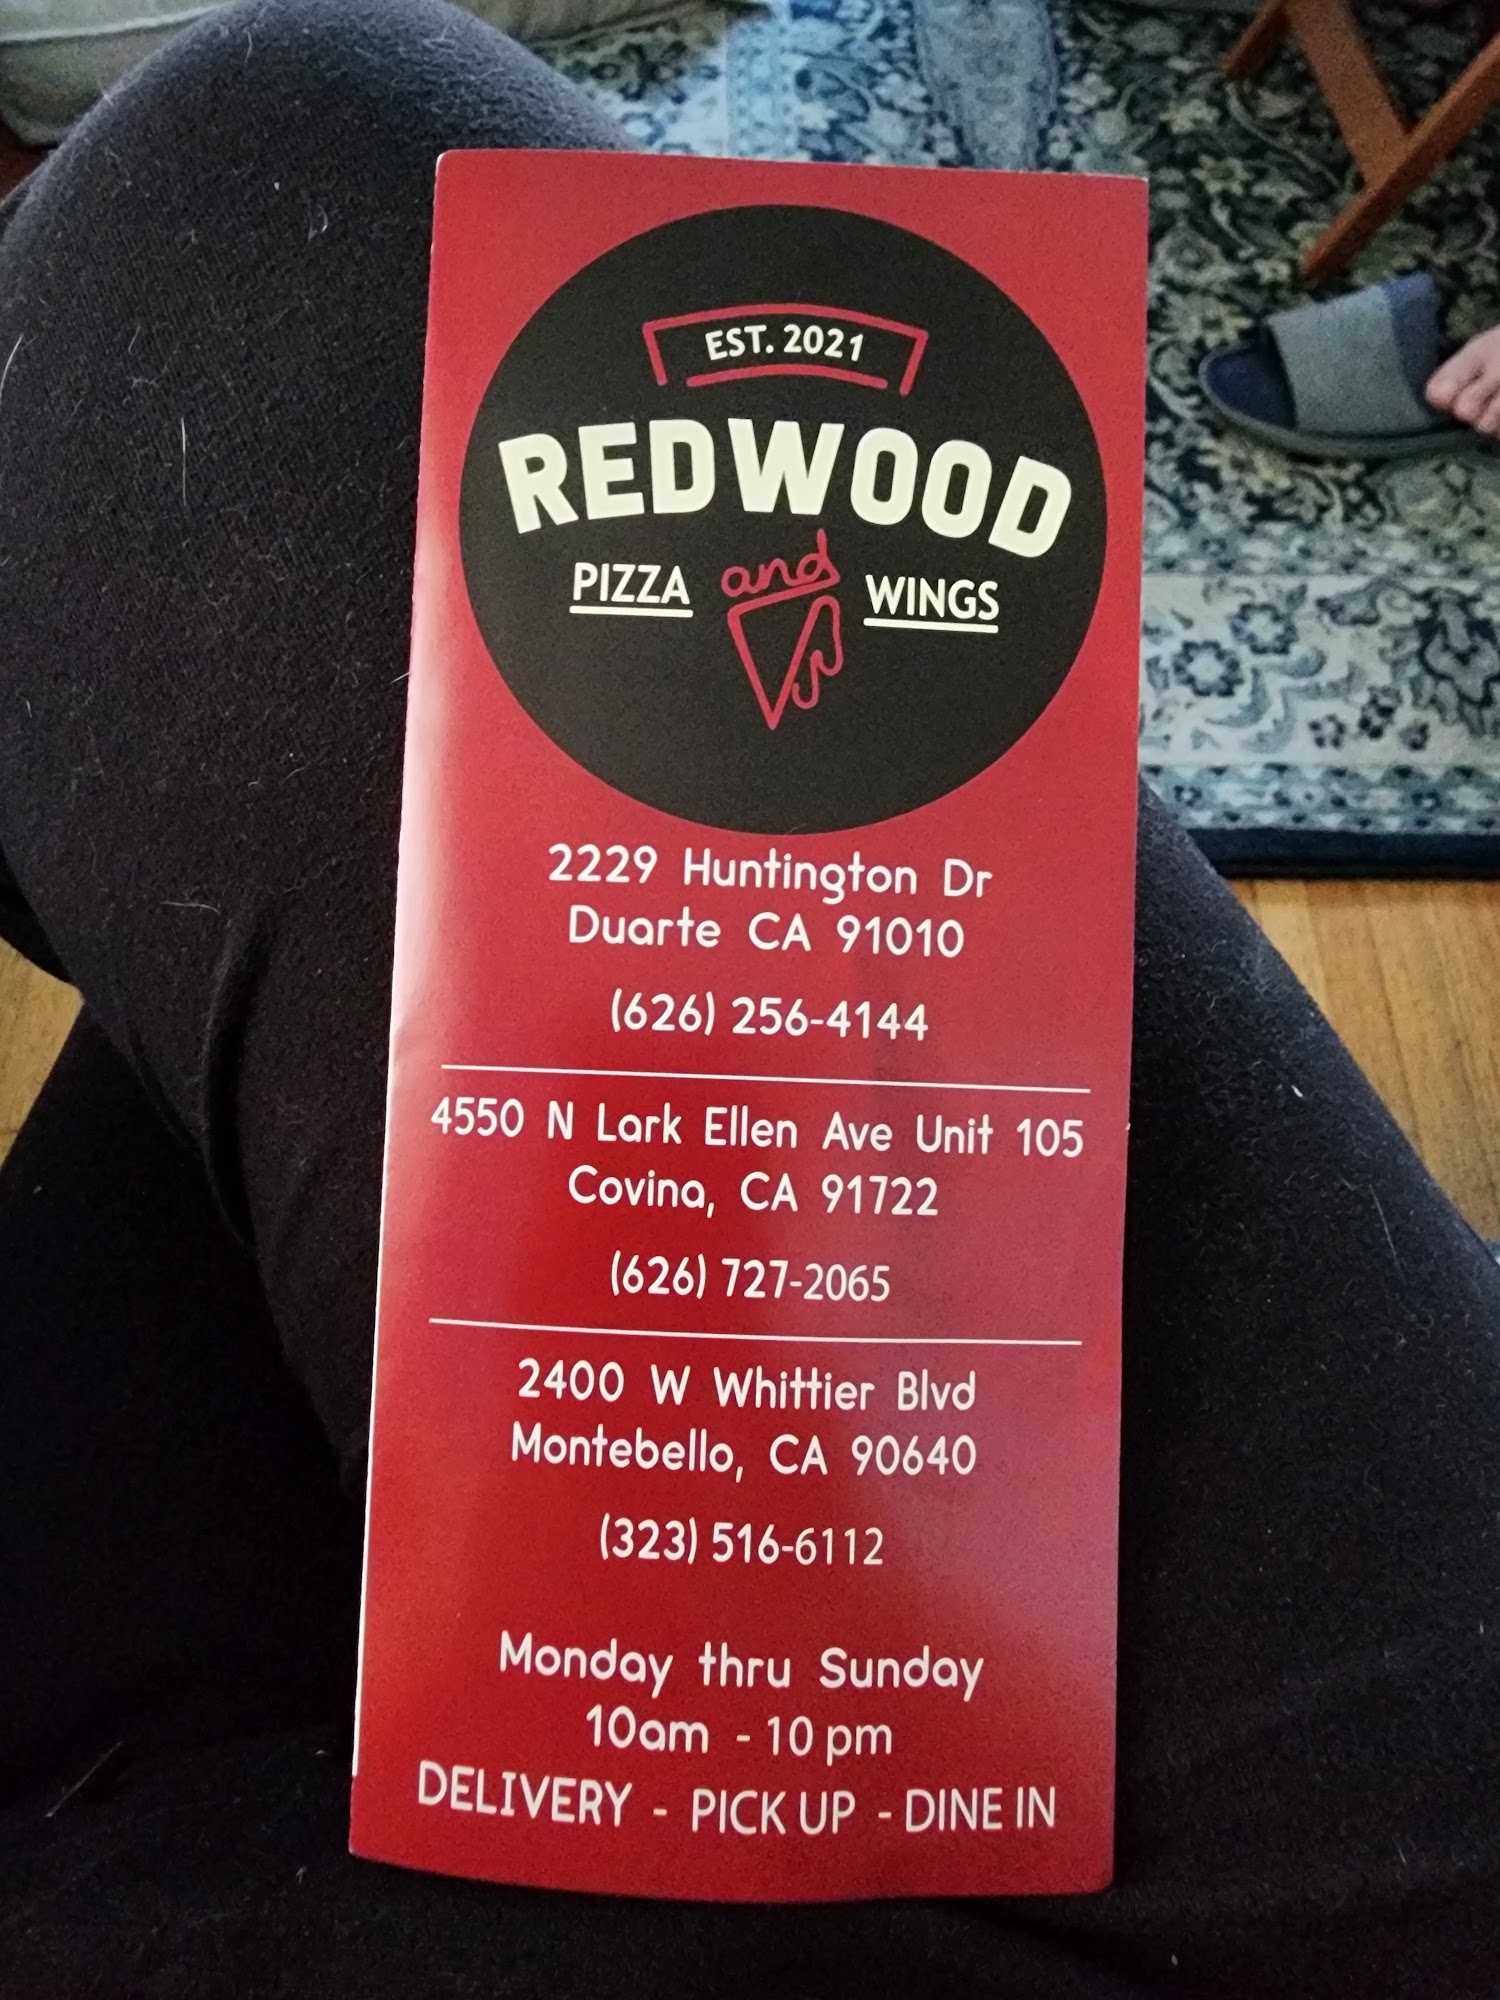 EST. 2021
REDWOOD
PIZZA and WINGS
2229 Huntington Dr
Duarte CA 91010
(626) 256-4144
4550 N Lark Ellen Ave Unit 105
Covina, CA 91722
(626) 727-2065
2400 W Whittier Blvd
Montebello, CA 90640
(323) 516-6112
Monday thru Sunday
10am - 10 pm
DELIVERY - PICK UP - DINE IN